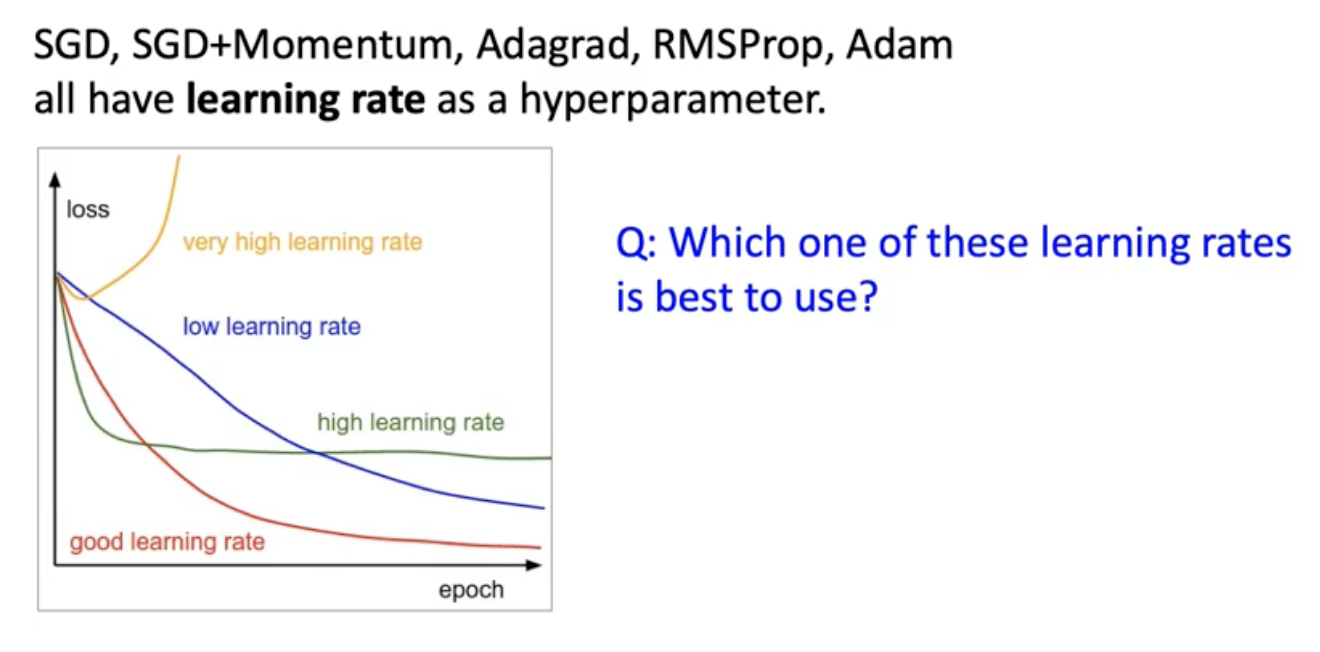 SGD, SGD+Momentum, Adagrad, RMSProp, Adam
all have learning rate as a hyperparameter.
loss
very high learning rate
low learning rate
high learning rate
good learning rate
epoch
Q: Which one of these learning rates
is best to use?